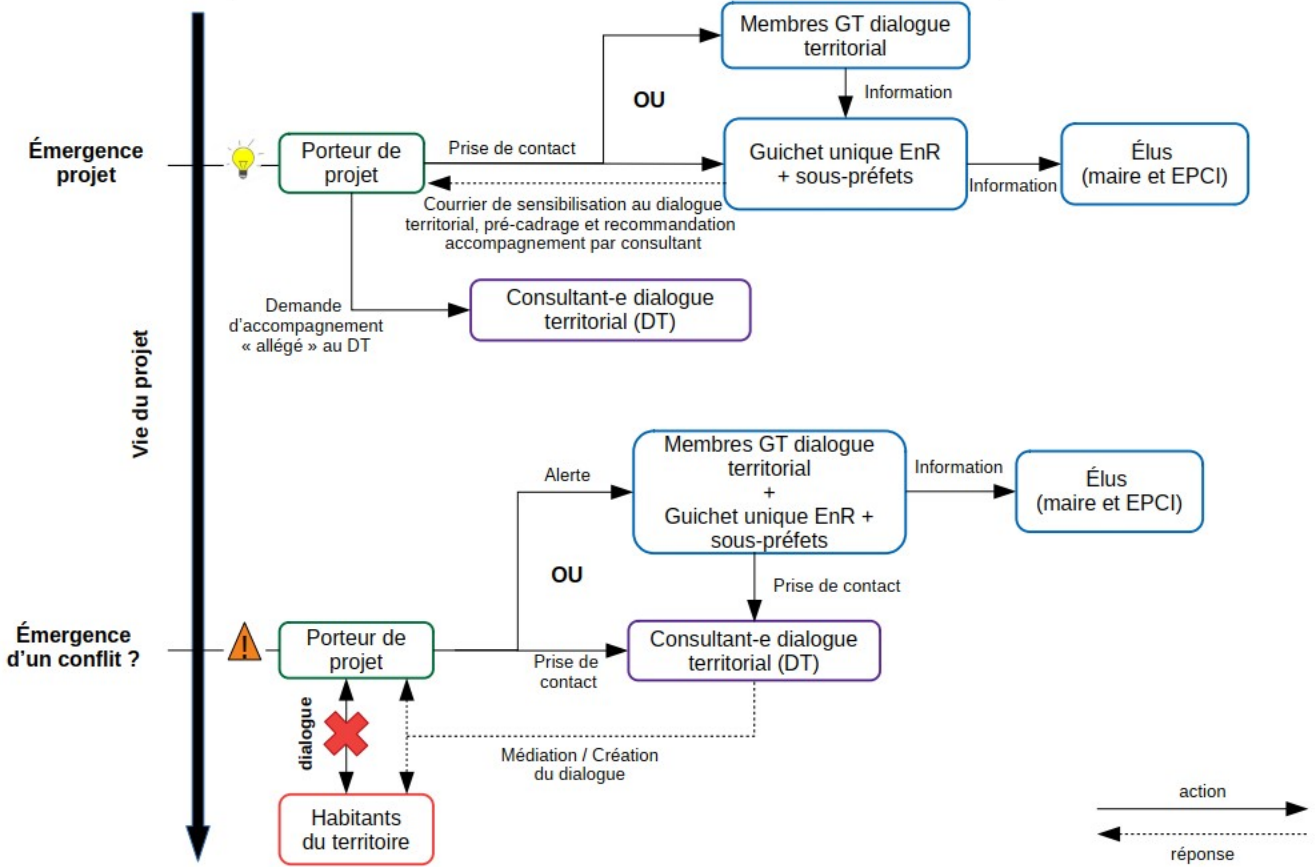 Membres GT dialogue
territorial
OU
Information
Émergence
projet
Porteur de
projet
Prise de contact
Guichet unique EnR
+ sous-préfets
Information
Élus
(maire et EPCI)
Courrier de sensibilisation au dialogue
territorial, pré-cadrage et recommandation
accompagnement par consultant
Demande
d’accompagnement
« allégé » au DT
Consultant-e dialogue
territorial (DT)
Vie du projet
Alerte
Membres GT dialogue
territorial
+
Guichet unique EnR +
sous-préfets
Information
Élus
(maire et EPCI)
OU
Prise de contact
Émergence
d’un conflit ?
Porteur de
projet
Prise de
contact
Consultant-e dialogue
territorial (DT)
dialogue
Médiation / Création
du dialogue
Habitants
du territoire
action
réponse